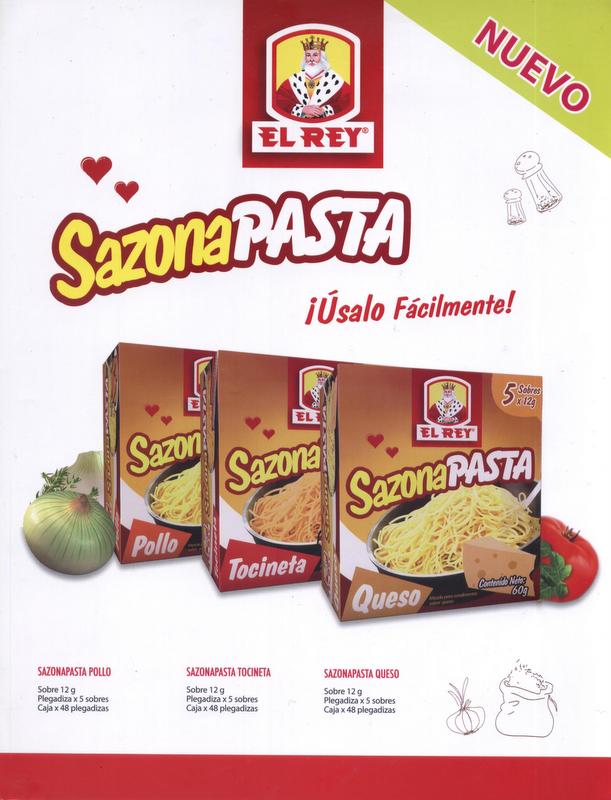 NUEVO
EL REY®
SazonaPASTA
¡Úsalo Fácilmente!
EL REY
Sazona
Pollo
EL REY
Sazona
Tocineta
5 Sobres
x 12g
EL REY
SazonaPASTA
Queso
Contenido Neto:
60g
SAZONAPASTA POLLO
Sobre 12 g
Plegadiza x 5 sobres
Caja x 48 plegadizas
SAZONAPASTA TOCINETA
Sobre 12 g
Plegadiza x 5 sobres
Caja x 48 plegadizas
SAZONAPASTA QUESO
Sobre 12 g
Plegadiza x 5 sobres
Caja x 48 plegadizas